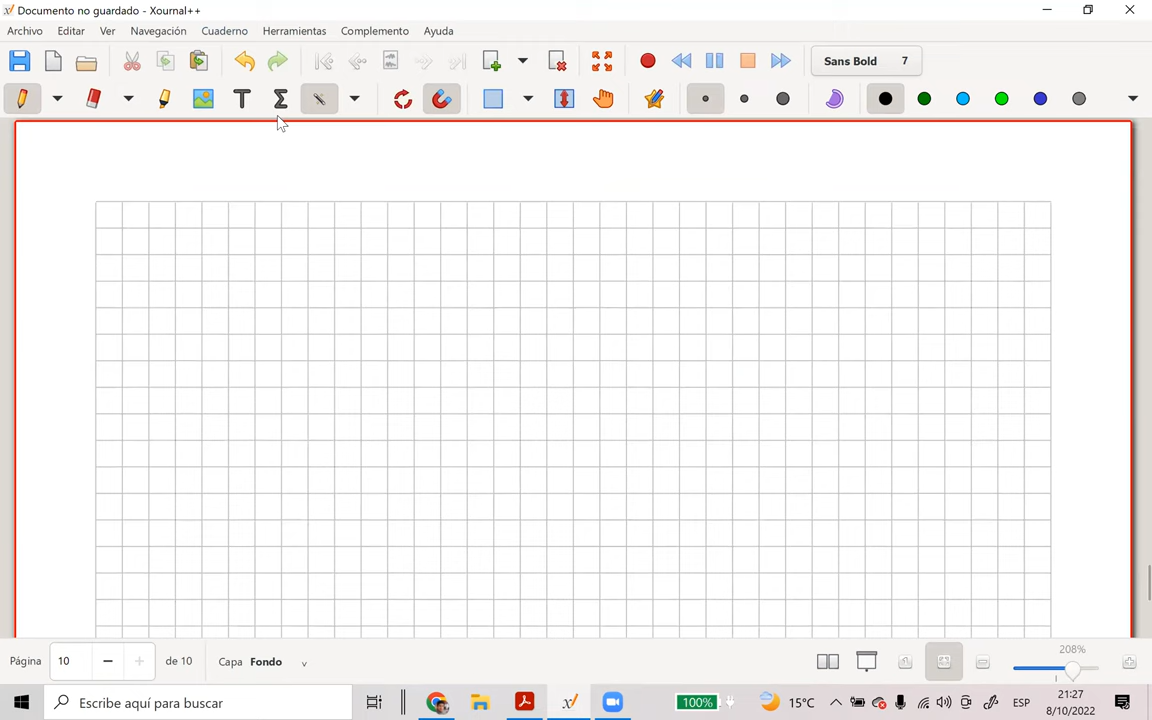 Documento no guardado - Xournal++
Archivo Editar Ver Navegación Cuaderno Herramientas Complemento Ayuda
Sans Bold 7
T Σ
Página 10 de 10 Capa Fondo 208%
Escribe aquí para buscar 100% 15°C ESP 21:27
8/10/2022